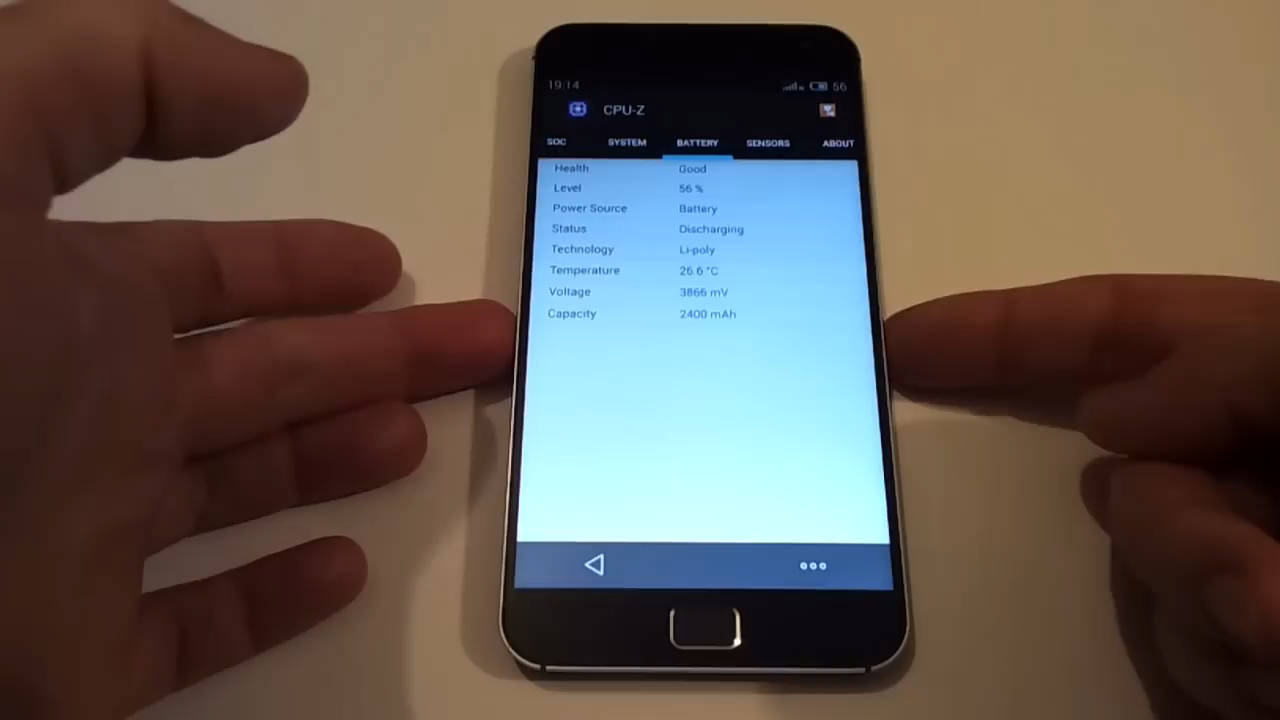 19:14 56
CPU-Z
SOC SYSTEM BATTERY SENSORS ABOUT
Health Good
Level 56 %
Power Source Battery
Status Discharging
Technology Li-poly
Temperature 26.6 °C
Voltage 3866 mV
Capacity 2400 mAh